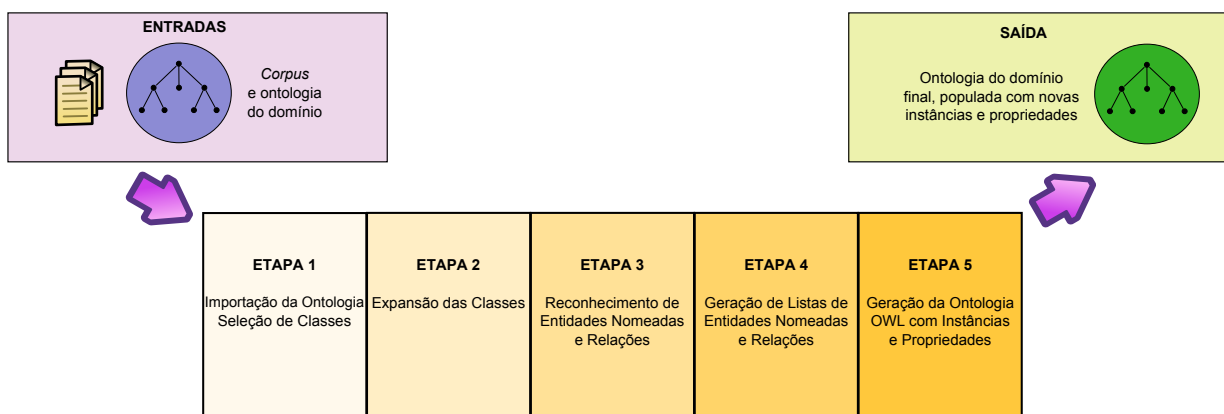 ENTRADAS
Corpus
e ontologia
do domínio
SAÍDA
Ontologia do domínio
final, populada com novas
instâncias e propriedades
ETAPA 1
Importação da Ontologia
Seleção de Classes
ETAPA 2
Expansão das Classes
ETAPA 3
Reconhecimento de
Entidades Nomeadas
e Relações
ETAPA 4
Geração de Listas de
Entidades Nomeadas
e Relações
ETAPA 5
Geração da Ontologia
OWL com Instâncias
e Propriedades